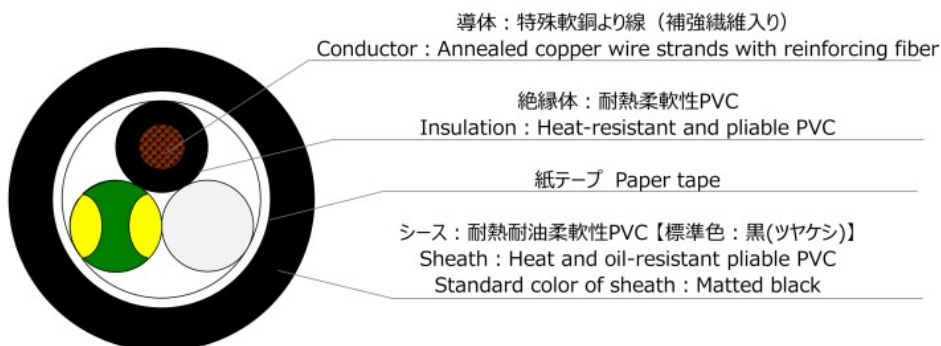 導体：特殊軟銅より線（補強繊維入り）
Conductor : Annealed copper wire strands with reinforcing fiber
絶縁体：耐熱柔軟性PVC
Insulation : Heat-resistant and pliable PVC
紙テープ Paper tape
シース：耐熱耐油柔軟性PVC【標準色：黒(ツヤケシ)】
Sheath : Heat and oil-resistant pliable PVC
Standard color of sheath : Matted black